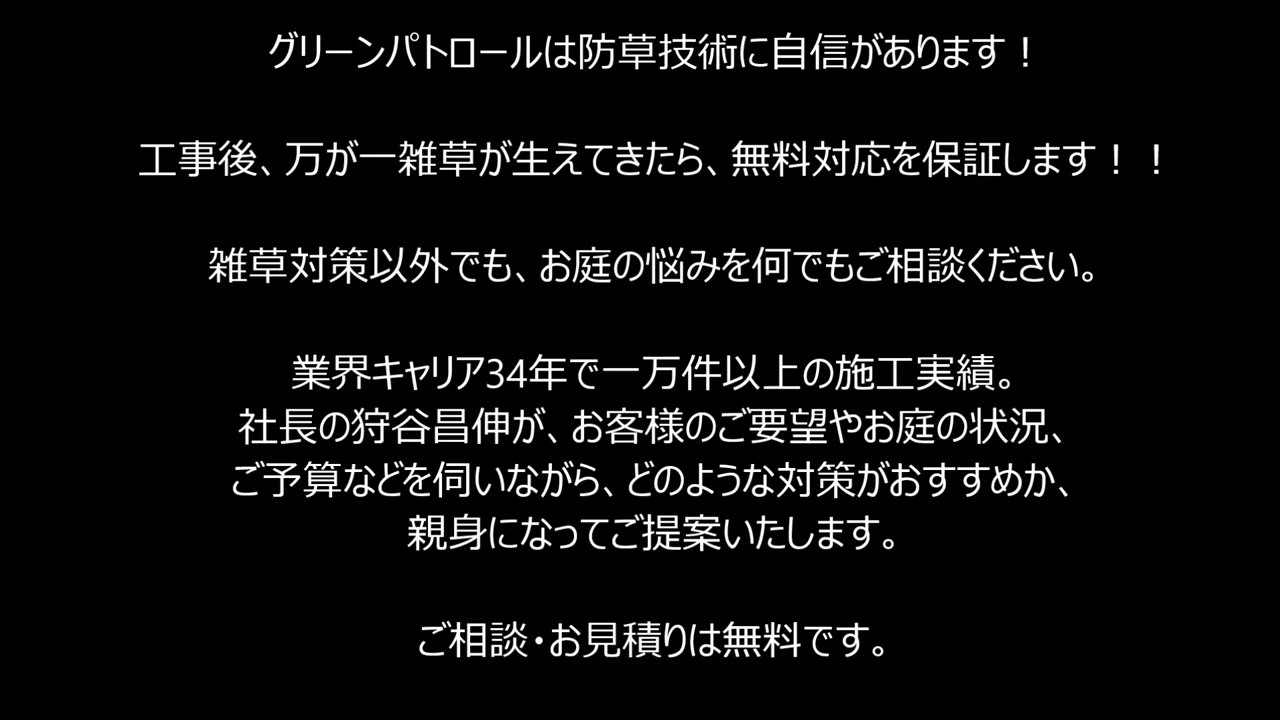 グリーンパトロールは防草技術に自信があります！
工事後、万が一雑草が生えてきたら、無料対応を保証します！！
雑草対策以外でも、お庭の悩みを何でもご相談ください。
業界キャリア34年で一万件以上の施工実績。
社長の狩谷昌伸が、お客様のご要望やお庭の状況、
ご予算などを伺いながら、どのような対策がおすすめか、
親身になってご提案いたします。
ご相談・お見積りは無料です。